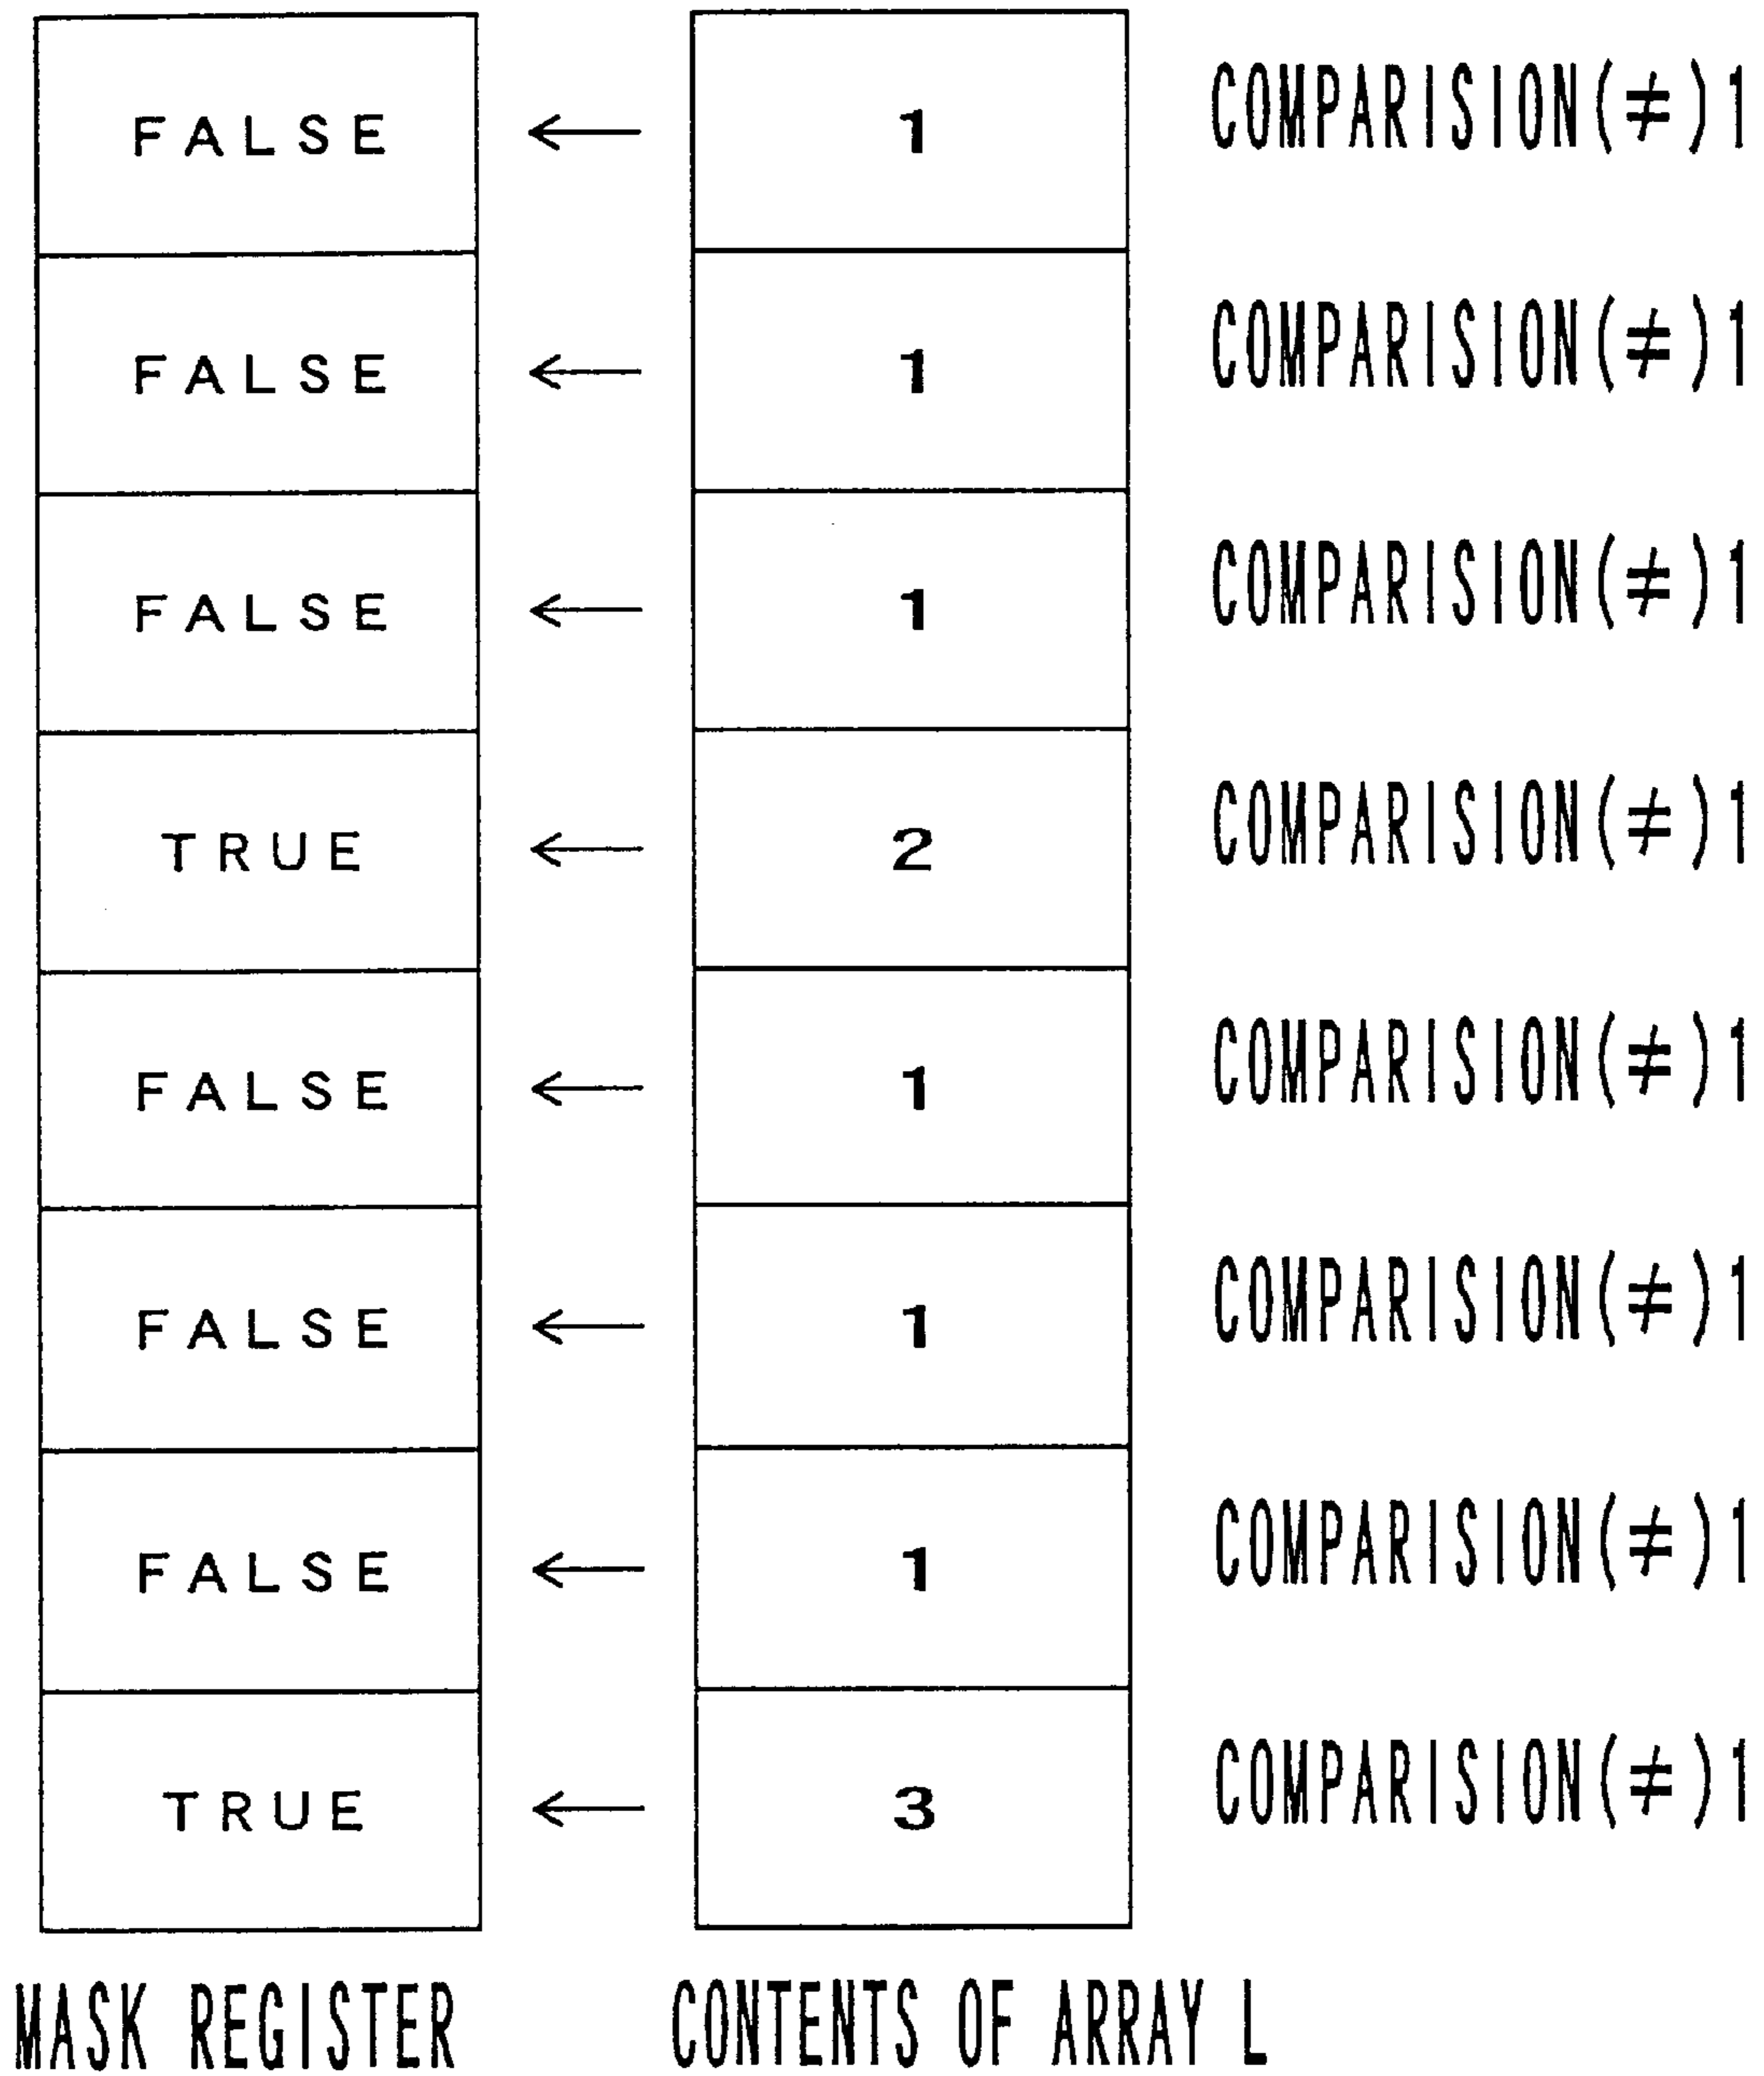 FALSE ← 1 COMPARISION(≠)1
FALSE ← 1 COMPARISION(≠)1
FALSE ← 1 COMPARISION(≠)1
TRUE ← 2 COMPARISION(≠)1
FALSE ← 1 COMPARISION(≠)1
FALSE ← 1 COMPARISION(≠)1
FALSE ← 1 COMPARISION(≠)1
TRUE ← 3 COMPARISION(≠)1
MASK REGISTER CONTENTS OF ARRAY L